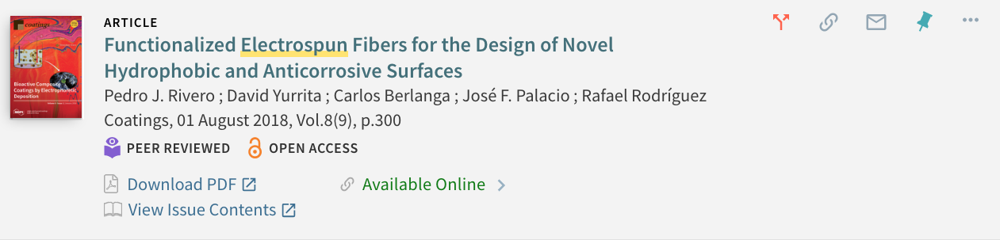 coatings
Bioactive Composite
Coatings by Electrophoretic
Deposition
ARTICLE
Functionalized Electrospun Fibers for the Design of Novel
Hydrophobic and Anticorrosive Surfaces
Pedro J. Rivero ; David Yurrita ; Carlos Berlanga ; José F. Palacio ; Rafael Rodríguez
Coatings, 01 August 2018, Vol.8(9), p.300
PEER REVIEWED OPEN ACCESS
Download PDF Available Online
View Issue Contents